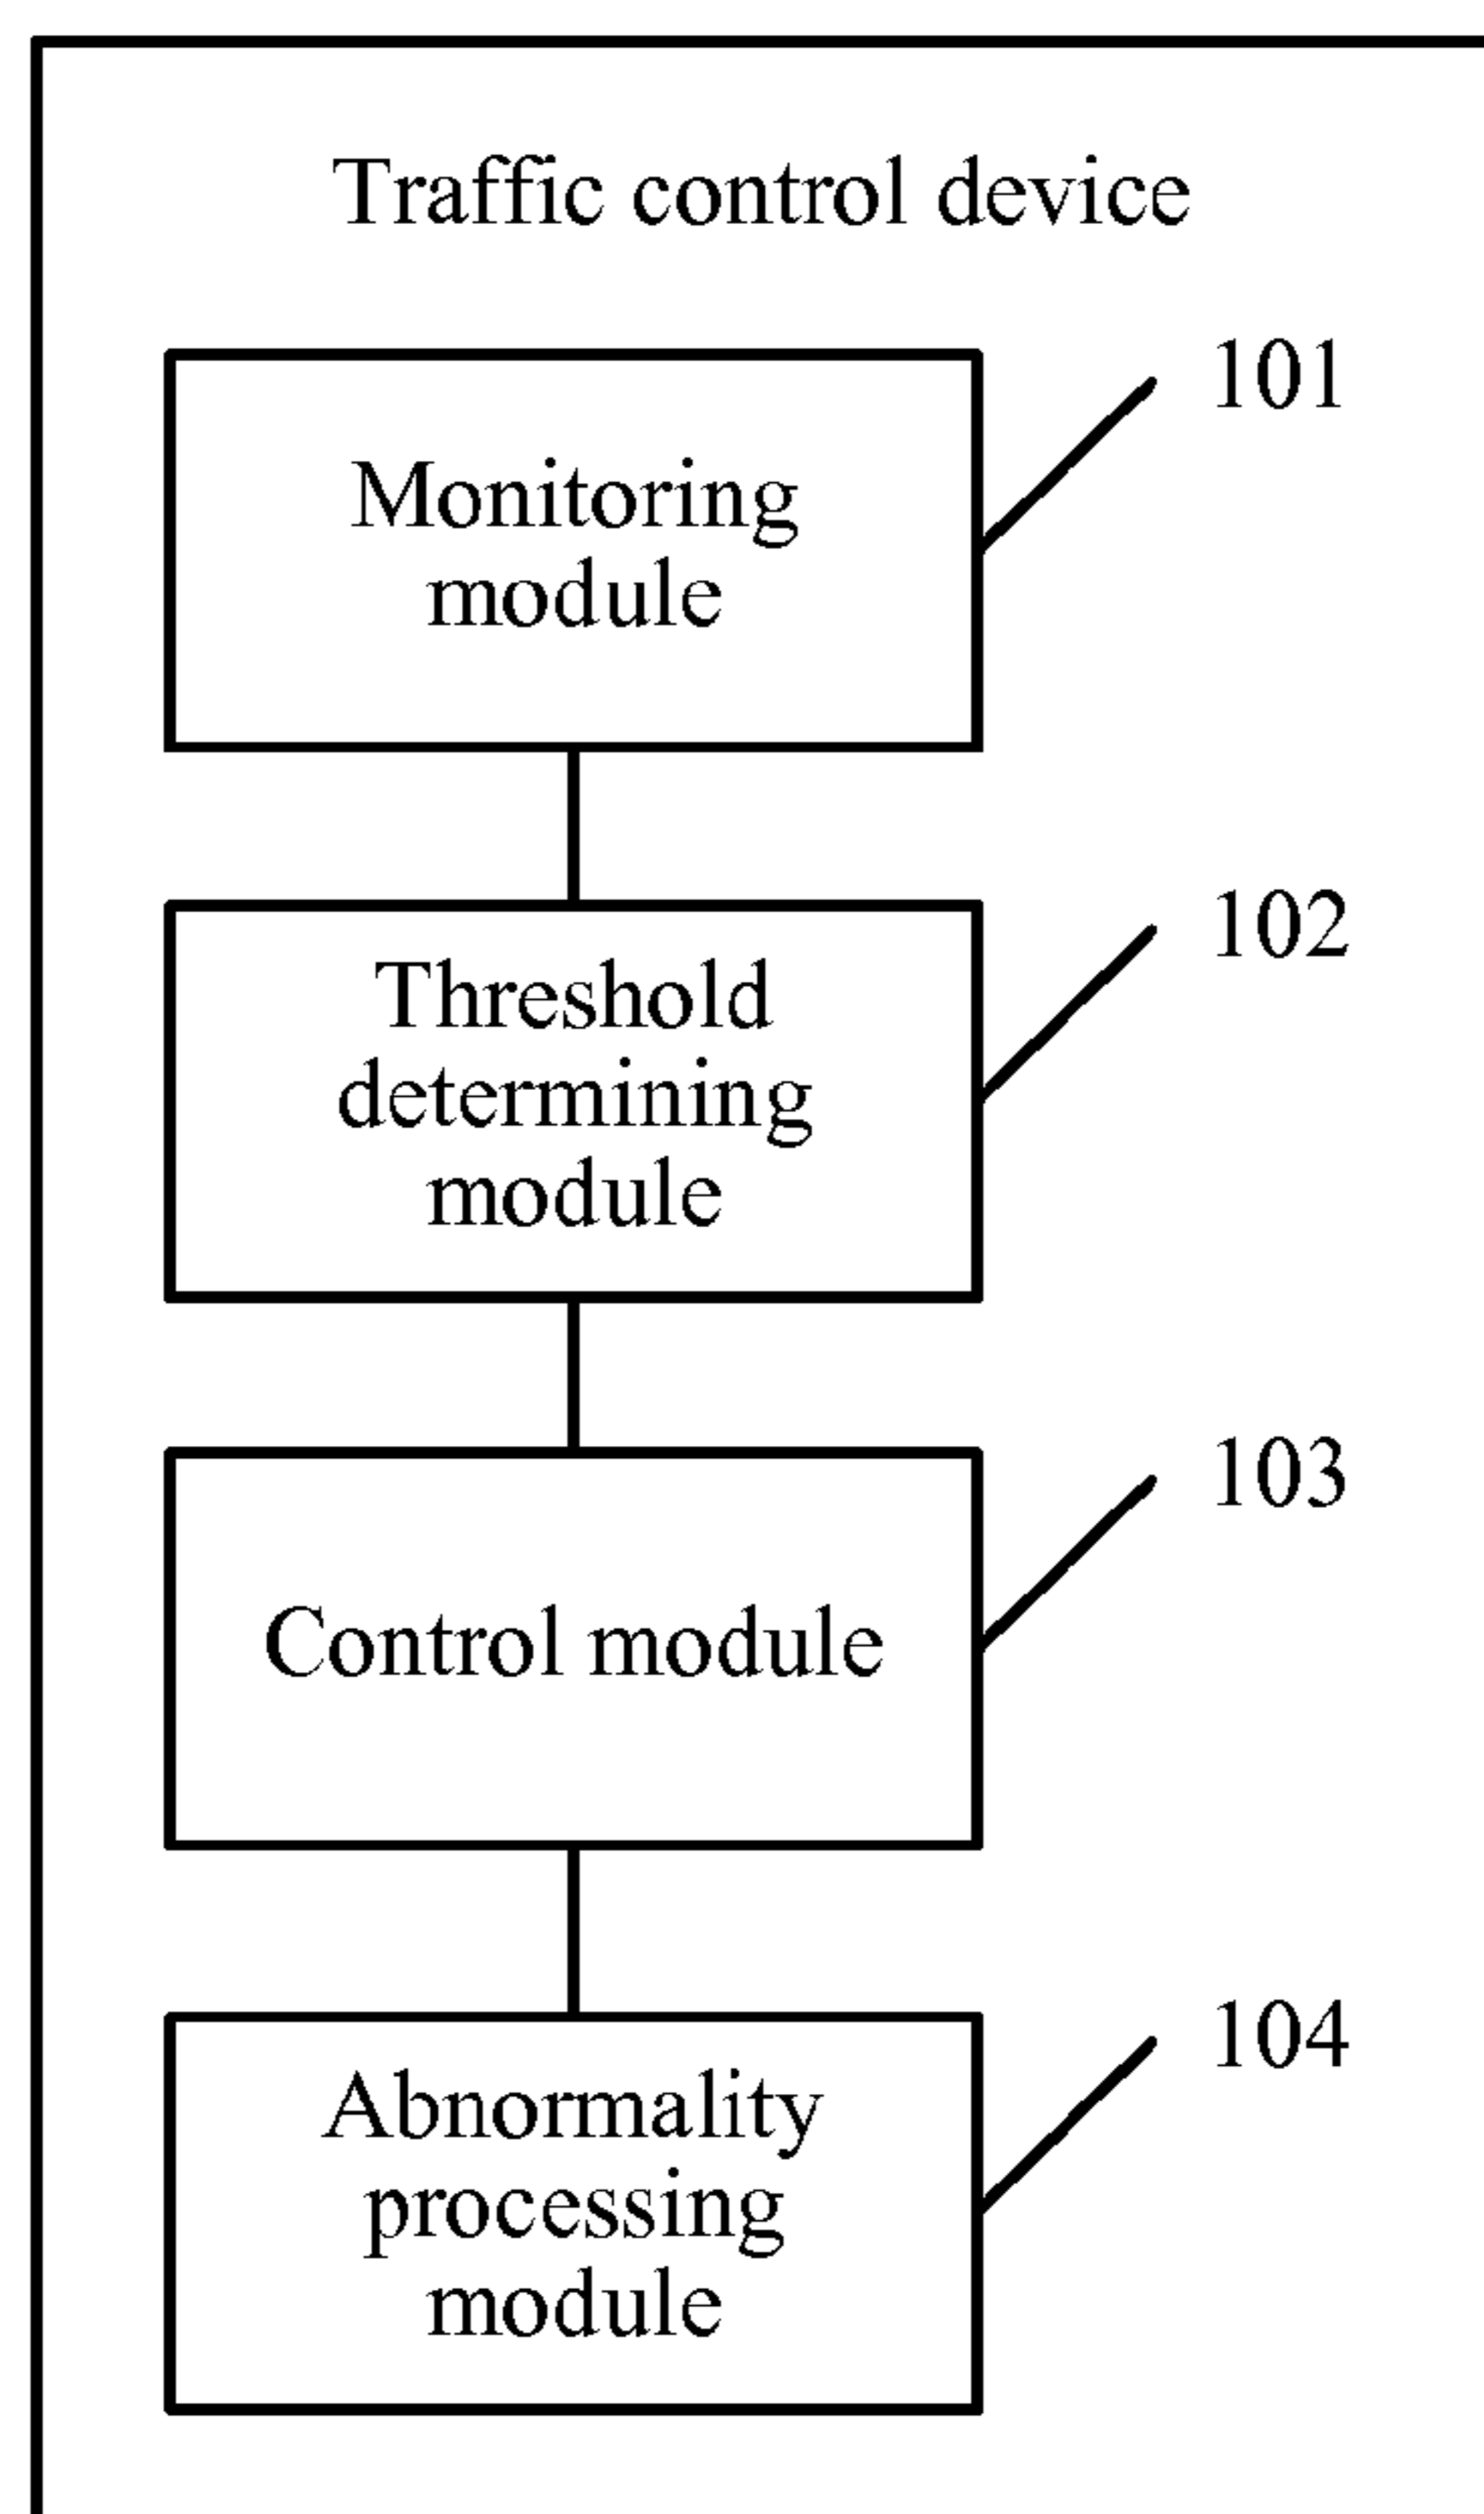 Traffic control device
101
Monitoring
module
102
Threshold
determining
module
103
Control module
104
Abnormality
processing
module